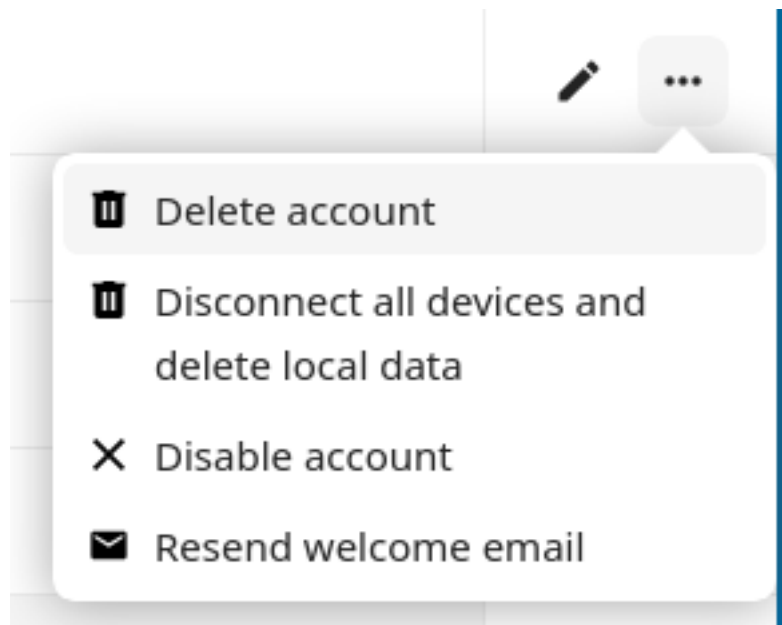 Delete account
Disconnect all devices and
delete local data
Disable account
Resend welcome email